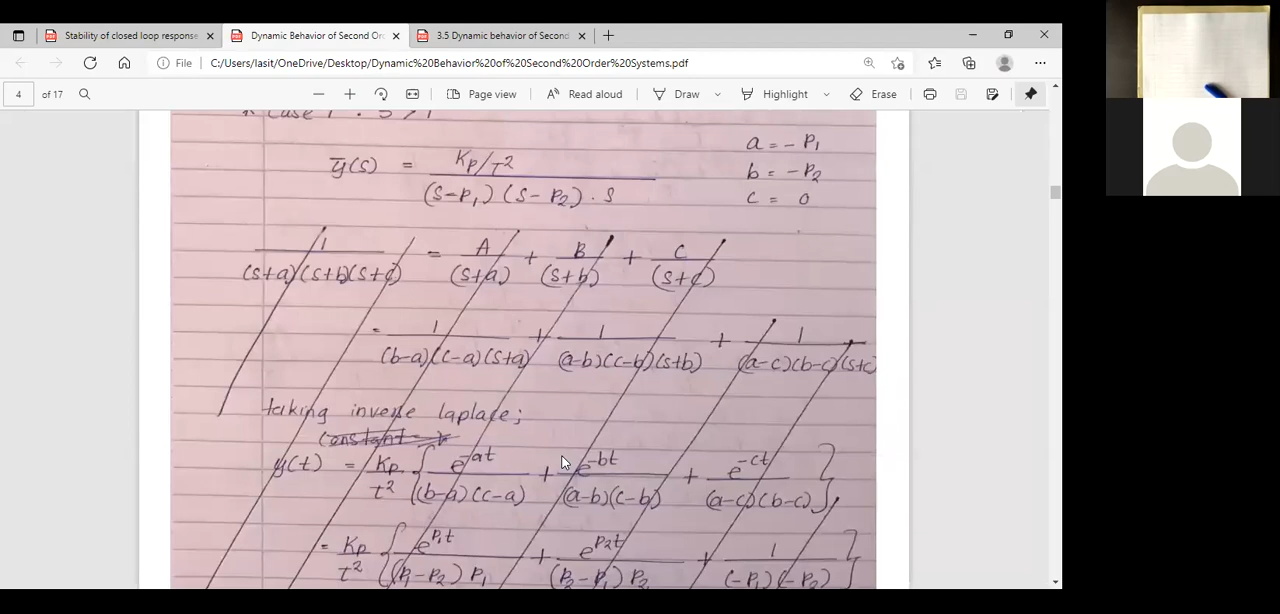 Stability of closed loop response
Dynamic Behavior of Second Or
3.5 Dynamic behavior of Second
File C:/Users/lasit/OneDrive/Desktop/Dynamic%20Behavior%20of%20Second%20Order%20Systems.pdf
4 of 17 Page view Read aloud Draw Highlight Erase
a = - P1
ȳ(s) = Kp/τ² / (s-p1)(s-p2).s
b = - P2
c = 0
1 / (s+a)(s+b)(s+c) = A / (s+a) + B / (s+b) + C / (s+c)
= 1 / (b-a)(c-a)(s+a) + 1 / (a-b)(c-b)(s+b) + 1 / (a-c)(b-c)(s+c
taking inverse laplace;
y(t) = Kp/τ² { e^-at / (b-a)(c-a) + e^-bt / (a-b)(c-b) + e^-ct / (a-c)(b-c) }
= Kp/τ² { e^P1t / (P1-P2) P1 + e^P2t / (P2-P1) P2 + 1 / (-P1)(-P2) }